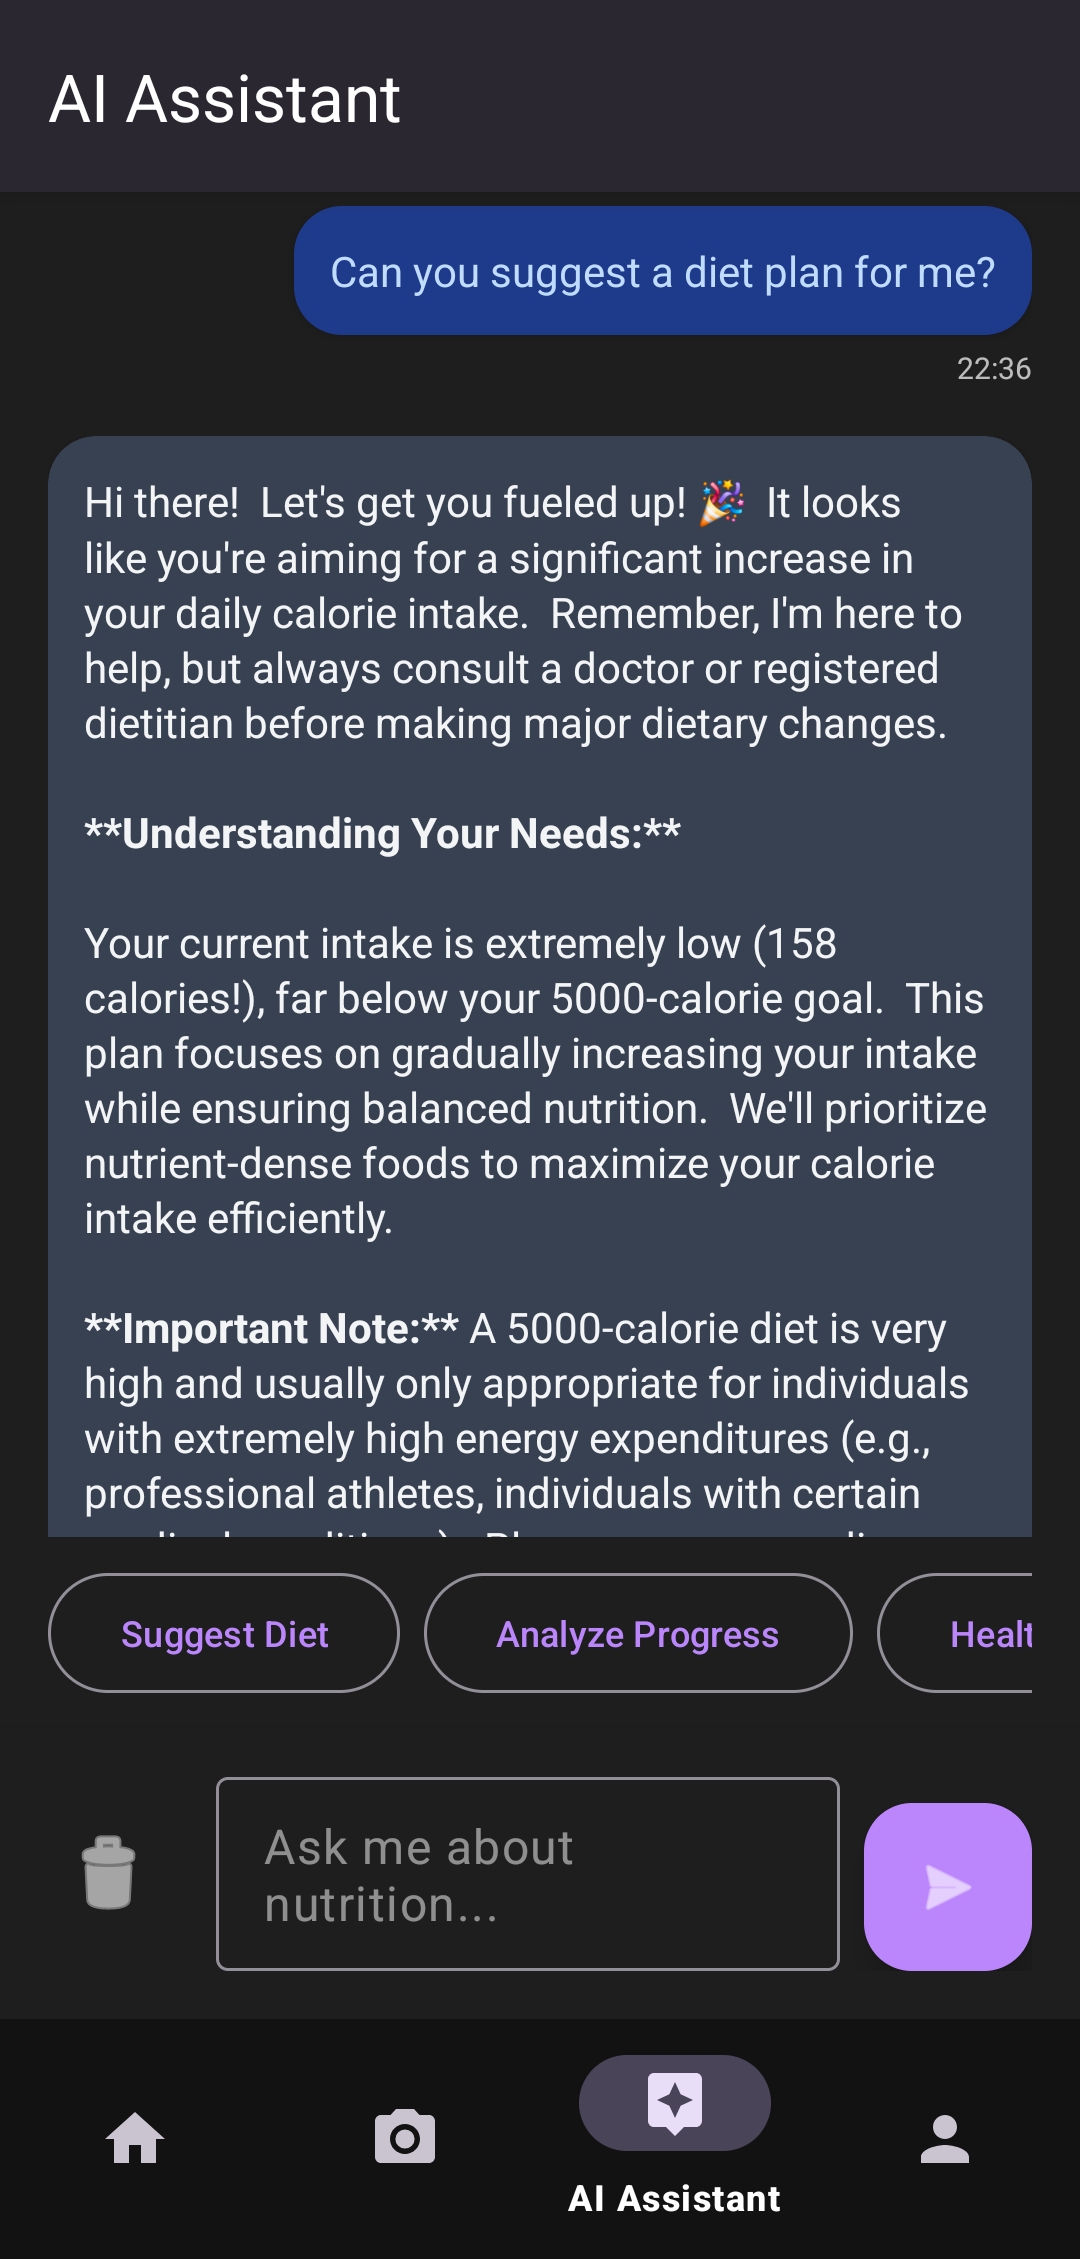 AI Assistant
Can you suggest a diet plan for me?
22:36
Hi there!  Let's get you fueled up! 🎉  It looks
like you're aiming for a significant increase in
your daily calorie intake.  Remember, I'm here to
help, but always consult a doctor or registered
dietitian before making major dietary changes.
**Understanding Your Needs:**
Your current intake is extremely low (158
calories!), far below your 5000-calorie goal.  This
plan focuses on gradually increasing your intake
while ensuring balanced nutrition.  We'll prioritize
nutrient-dense foods to maximize your calorie
intake efficiently.
**Important Note:** A 5000-calorie diet is very
high and usually only appropriate for individuals
with extremely high energy expenditures (e.g.,
professional athletes, individuals with certain
Suggest Diet
Analyze Progress
Healt
Ask me about
nutrition...
AI Assistant